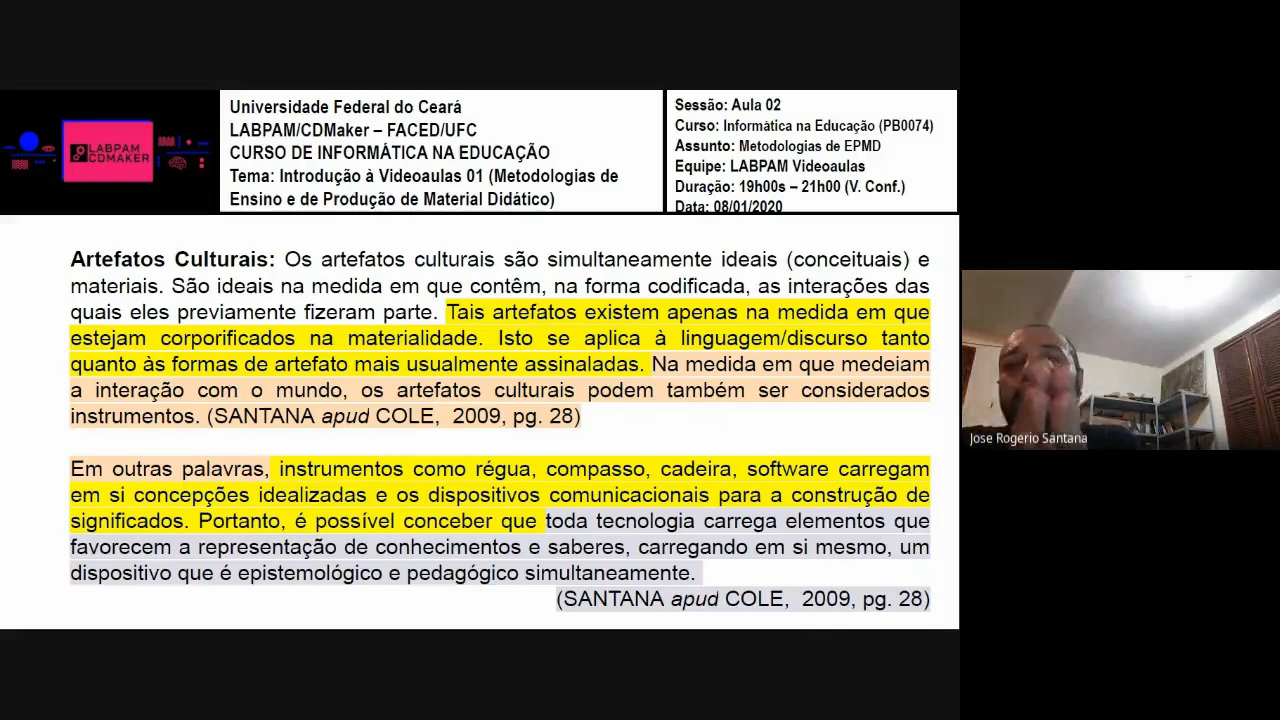 LABPAM
CDMAKER
Universidade Federal do Ceará
LABPAM/CDMaker – FACED/UFC
CURSO DE INFORMÁTICA NA EDUCAÇÃO
Tema: Introdução à Videoaulas 01 (Metodologias de
Ensino e de Produção de Material Didático)
Sessão: Aula 02
Curso: Informática na Educação (PB0074)
Assunto: Metodologias de EPMD
Equipe: LABPAM Videoaulas
Duração: 19h00s – 21h00 (V. Conf.)
Data: 08/01/2020
Artefatos Culturais: Os artefatos culturais são simultaneamente ideais (conceituais) e
materiais. São ideais na medida em que contêm, na forma codificada, as interações das
quais eles previamente fizeram parte. Tais artefatos existem apenas na medida em que
estejam corporificados na materialidade. Isto se aplica à linguagem/discurso tanto
quanto às formas de artefato mais usualmente assinaladas. Na medida em que medeiam
a interação com o mundo, os artefatos culturais podem também ser considerados
instrumentos. (SANTANA apud COLE, 2009, pg. 28)
Em outras palavras, instrumentos como régua, compasso, cadeira, software carregam
em si concepções idealizadas e os dispositivos comunicacionais para a construção de
significados. Portanto, é possível conceber que toda tecnologia carrega elementos que
favorecem a representação de conhecimentos e saberes, carregando em si mesmo, um
dispositivo que é epistemológico e pedagógico simultaneamente.
(SANTANA apud COLE, 2009, pg. 28)
Jose Rogerio Santana